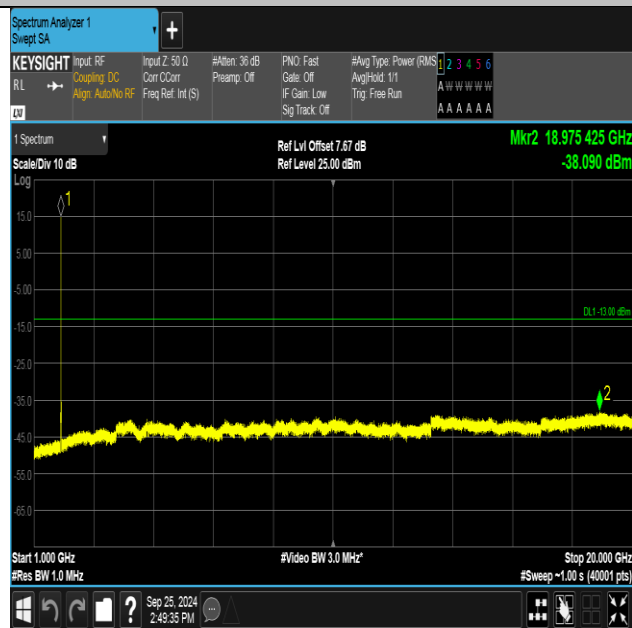 Spectrum Analyzer 1
Swept SA
+
KEYSIGHT
RL
LXI
Input: RF
Coupling: DC
Align: Auto/No RF
Input Z: 50 Ω
Corr CCorr
Freq Ref: Int (S)
#Atten: 36 dB
Preamp: Off
PNO: Fast
Gate: Off
IF Gain: Low
Sig Track: Off
#Avg Type: Power (RMS
Avg|Hold: 1/1
Trig: Free Run
1 2 3 4 5 6
A W W W W W
A A A A A A
1 Spectrum
Scale/Div 10 dB
Log
Ref Lvl Offset 7.67 dB
Ref Level 25.00 dBm
Mkr2 18.975 425 GHz
-38.090 dBm
1
15.0
5.00
-5.00
DL1 -13.00 dBm
-15.0
-25.0
-35.0
2
-45.0
-55.0
-65.0
Start 1.000 GHz
#Video BW 3.0 MHz*
Stop 20.000 GHz
#Res BW 1.0 MHz
#Sweep ~1.00 s (40001 pts)
?
Sep 25, 2024
2:49:35 PM